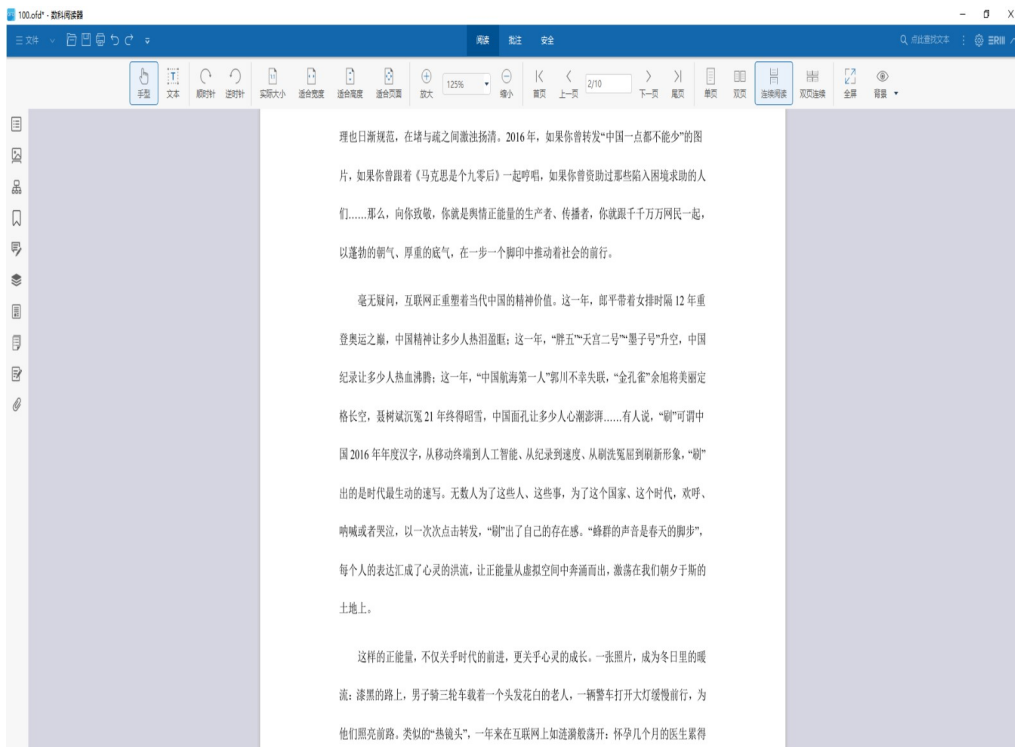 100.ofd* - 数科阅读器
三 文件
阅读 批注 安全
点此查找文本
手型 文本 顺时针 逆时针 实际大小 适合宽度 适合高度 适合页面 放大 125% 缩小 首页 上一页 2/10 下一页 尾页 单页 双页 连续阅读 双页连续 全屏 背景
理也日渐规范，在堵与疏之间激浊扬清。2016 年，如果你曾转发“中国一点都不能少”的图
片，如果你曾跟着《马克思是个九零后》一起哼唱，如果你曾资助过那些陷入困境求助的人
们……那么，向你致敬，你就是舆情正能量的生产者、传播者，你就跟千千万万网民一起，
以蓬勃的朝气、厚重的底气，在一步一个脚印中推动着社会的前行。
毫无疑问，互联网正重塑着当代中国的精神价值。这一年，郎平带着女排时隔 12 年重
登奥运之巅，中国精神让多少人热泪盈眶；这一年，“胖五”“天宫二号”“墨子号”升空，中国
纪录让多少人热血沸腾；这一年，“中国航海第一人”郭川不幸失联，“金孔雀”余旭将美丽定
格长空，聂树斌沉冤 21 年终得昭雪，中国面孔让多少人心潮澎湃……有人说，“刷”可谓中
国 2016 年年度汉字，从移动终端到人工智能、从纪录到速度、从刷洗冤屈到刷新形象，“刷”
出的是时代最生动的速写。无数人为了这些人、这些事，为了这个国家、这个时代，欢呼、
呐喊或者哭泣，以一次次点击转发，“刷”出了自己的存在感。“蜂群的声音是春天的脚步”，
每个人的表达汇成了心灵的洪流，让正能量从虚拟空间中奔涌而出，激荡在我们朝夕于斯的
土地上。
这样的正能量，不仅关乎时代的前进，更关乎心灵的成长。一张照片，成为冬日里的暖
流：漆黑的路上，男子骑三轮车载着一个头发花白的老人，一辆警车打开大灯缓慢前行，为
他们照亮前路。类似的“热镜头”，一年来在互联网上如涟漪般荡开：怀孕几个月的医生累得